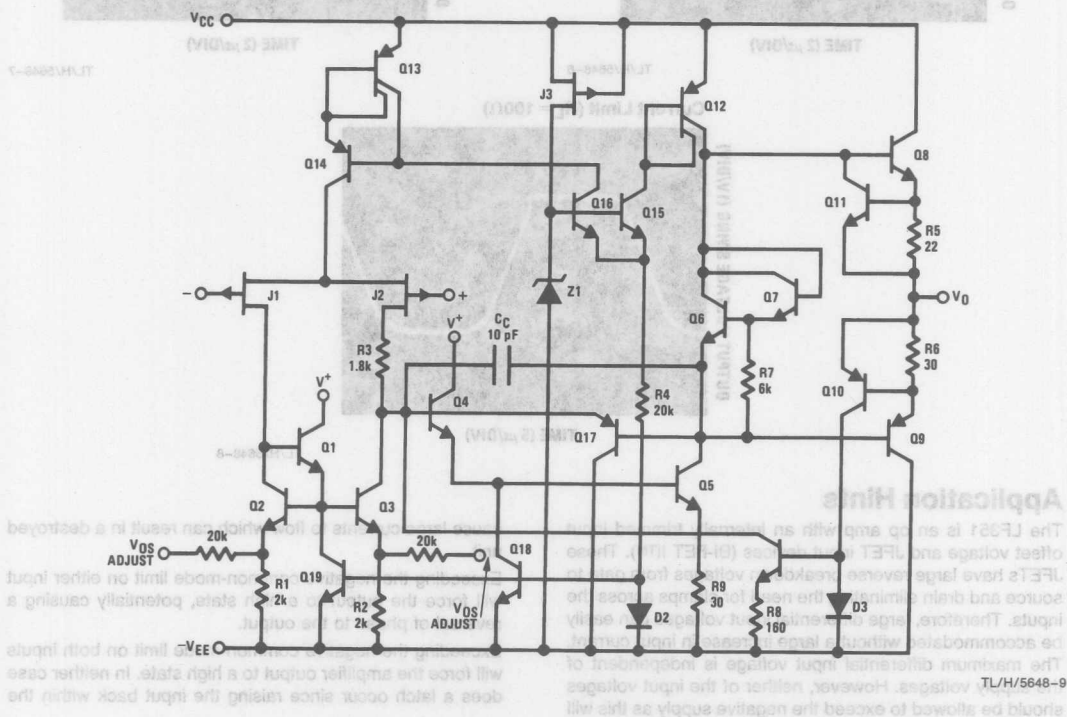 VCC
TIME (2 μs/DIV)
TIME (2 μs/DIV)
TL/H/5648-7
Q13
J3
Q12
Current Limit (RL = 100Ω)
Q14
Q8
Q16
Q15
Q11
R5
22
−
J1
J2
+
Z1
VO
V+
CC
10 pF
Q6
Q7
R3
1.8k
R6
30
Q4
R7
6k
Q10
R4
20k
V+
TIME (5 μs/DIV)
Q17
Q9
Q1
Q2
Q3
Q5
VOS
ADJUST
20k
20k
Q18
Q19
R1
2k
R2
2k
VOS
ADJUST
D2
R9
30
R8
160
D3
-VEE
TL/H/5648-9
Application Hints
The LF351 is an op amp with an internally trimmed input
offset voltage and JFET input devices (BI-FET II™). These
JFETs have large reverse breakdown voltages from gate to
source and drain eliminating the need for clamps across the
inputs. Therefore, large differential input voltages can easily
be accommodated without a large increase in input current.
The maximum differential input voltage is independent of
the supply voltages. However, neither of the input voltages
should be allowed to exceed the negative supply as this will
cause large currents to flow which can result in a destroyed
unit.
Exceeding the negative common-mode limit on either input
will force the output to a high state, potentially causing a
reversal of phase to the output.
Exceeding the negative common-mode limit on both inputs
will force the amplifier output to a high state. In neither case
does a latch occur since raising the input back within the